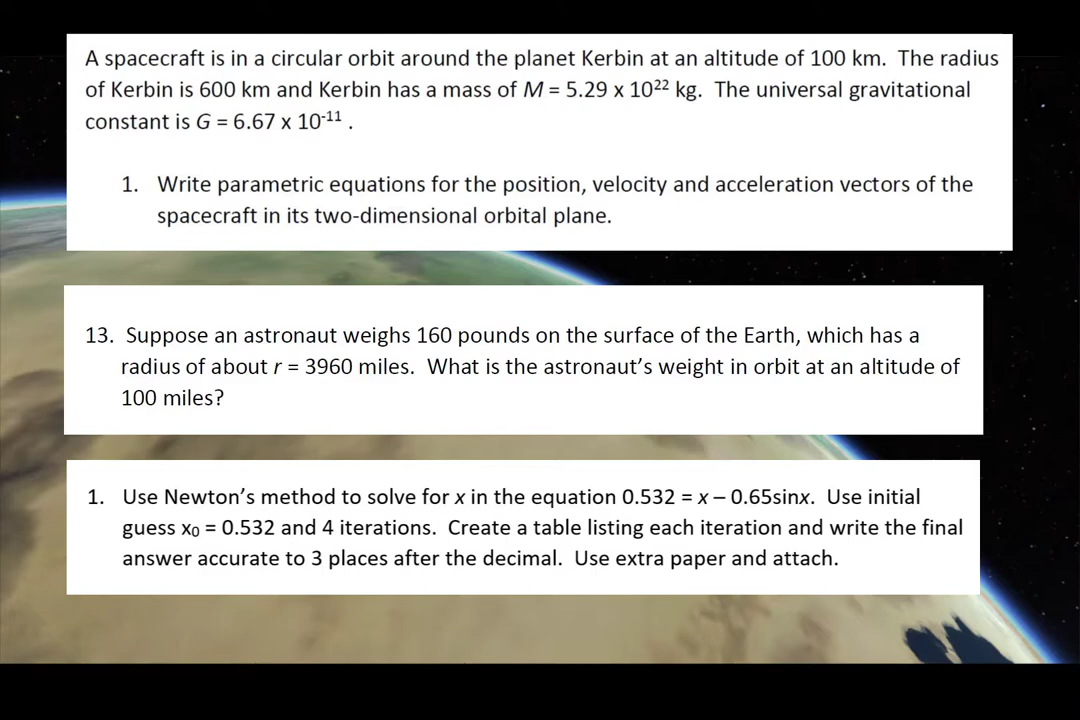 A spacecraft is in a circular orbit around the planet Kerbin at an altitude of 100 km.  The radius
of Kerbin is 600 km and Kerbin has a mass of M = 5.29 x 10²² kg.  The universal gravitational
constant is G = 6.67 x 10⁻¹¹ .
1.  Write parametric equations for the position, velocity and acceleration vectors of the
spacecraft in its two-dimensional orbital plane.
13.  Suppose an astronaut weighs 160 pounds on the surface of the Earth, which has a
radius of about r = 3960 miles.  What is the astronaut's weight in orbit at an altitude of
100 miles?
1.  Use Newton's method to solve for x in the equation 0.532 = x – 0.65sinx.  Use initial
guess x₀ = 0.532 and 4 iterations.  Create a table listing each iteration and write the final
answer accurate to 3 places after the decimal.  Use extra paper and attach.